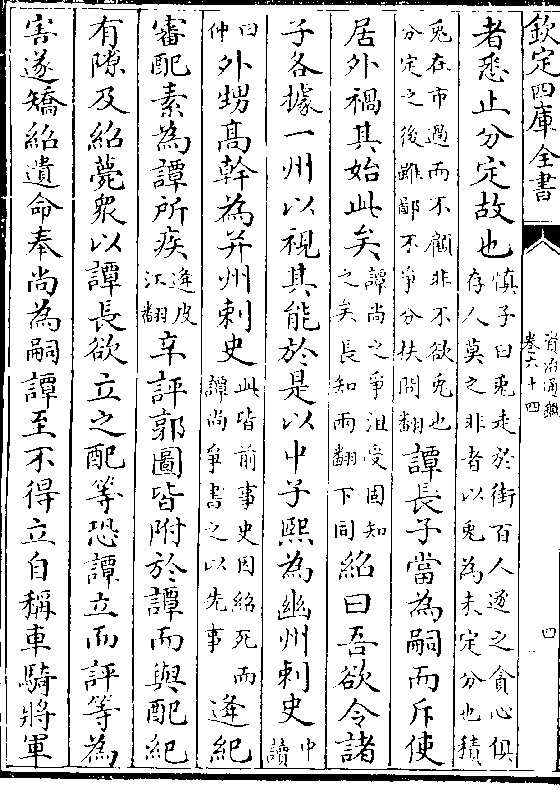 欽定四庫全書
資治通鑑
卷六十四
四
者悉止分定故也慎子曰兎走於街百人逐之貪心俱
存人莫之非者以兎為未定分也積
兎在市過而不顧非不欲兎也
分定之後雖鄙不爭分扶問翻譚長子當為嗣而斥使
居外禍其始此矣譚尚之爭沮受固知
之矣長知兩翻下同紹曰吾欲令諸
子各據一州以視其能於是以中子熙為幽州刺史中
讀
曰
仲外甥髙幹為并州刺史此皆前事史因紹死而
譚尚爭書之以先事逄紀
審配素為譚所疾逄皮
江翻辛評郭圖皆附於譚而與配紀
有隙及紹薨衆以譚長欲立之配等恐譚立而評等為
害遂矯紹遺命奉尚為嗣譚至不得立自稱車騎將軍